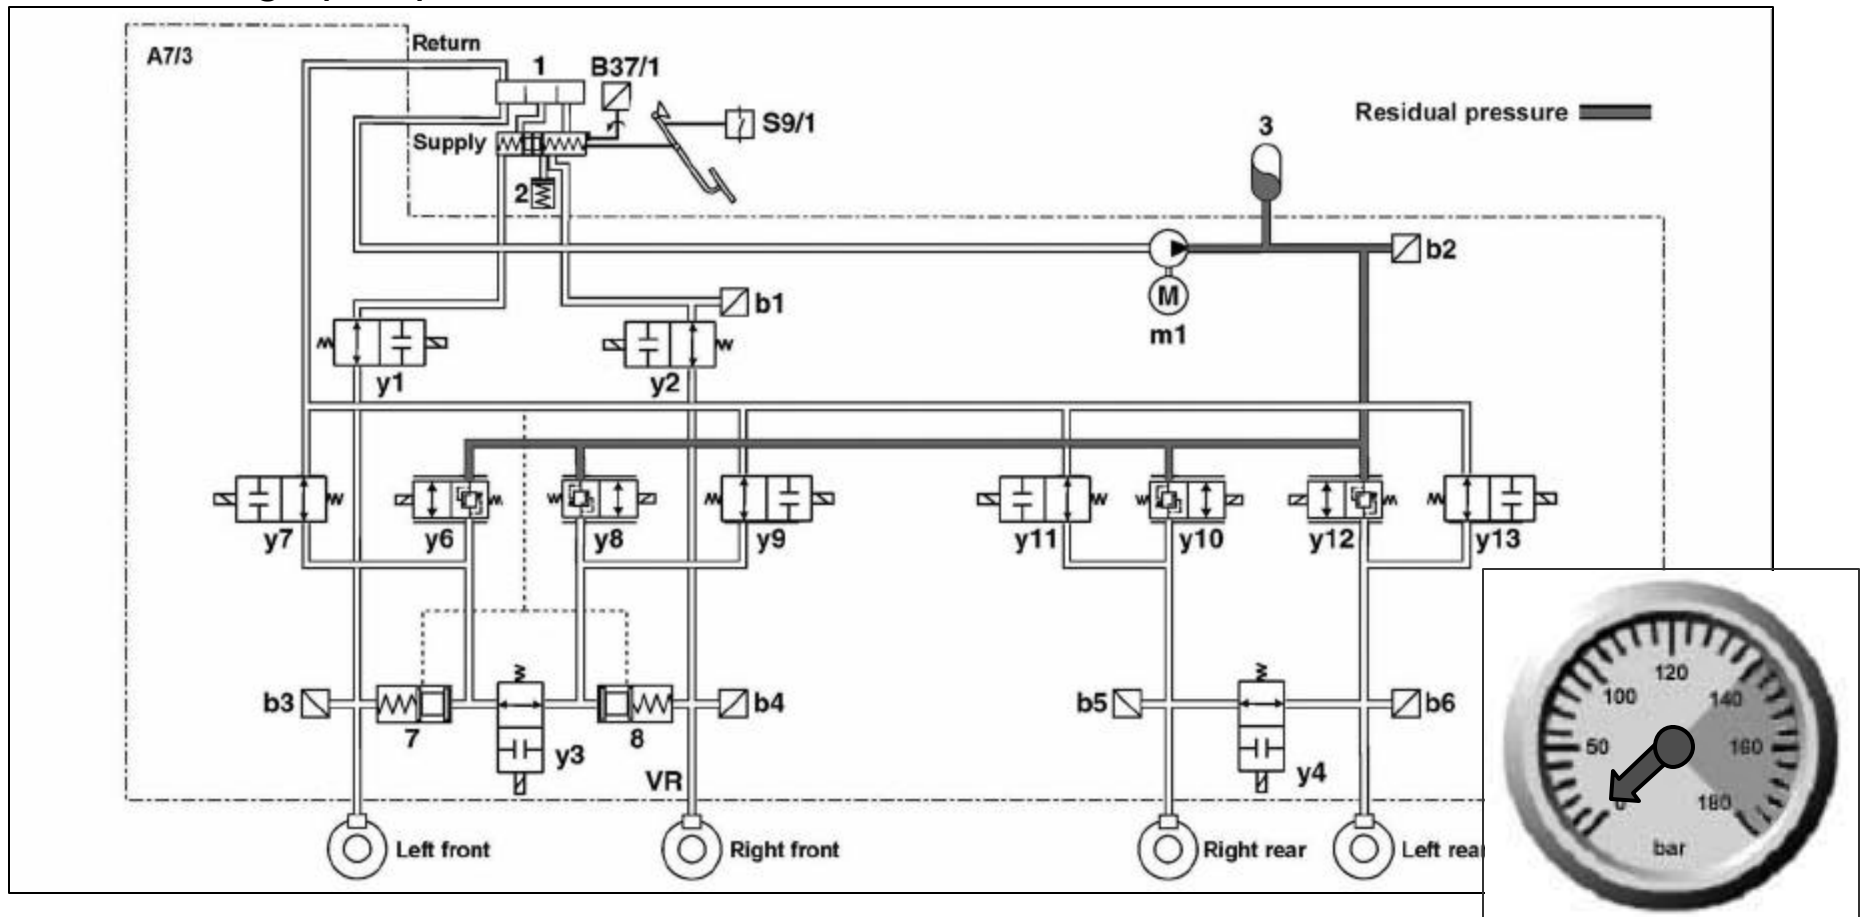 Return
A7/3
1
B37/1
S9/1
Supply
2
Residual pressure
3
b2
b1
M
m1
y1
y2
y7
y6
y8
y9
y11
y10
y12
y13
b3
7
y3
8
b4
VR
b5
y4
b6
Left front
Right front
Right rear
Left rear
120
100
140
50
160
0
180
bar